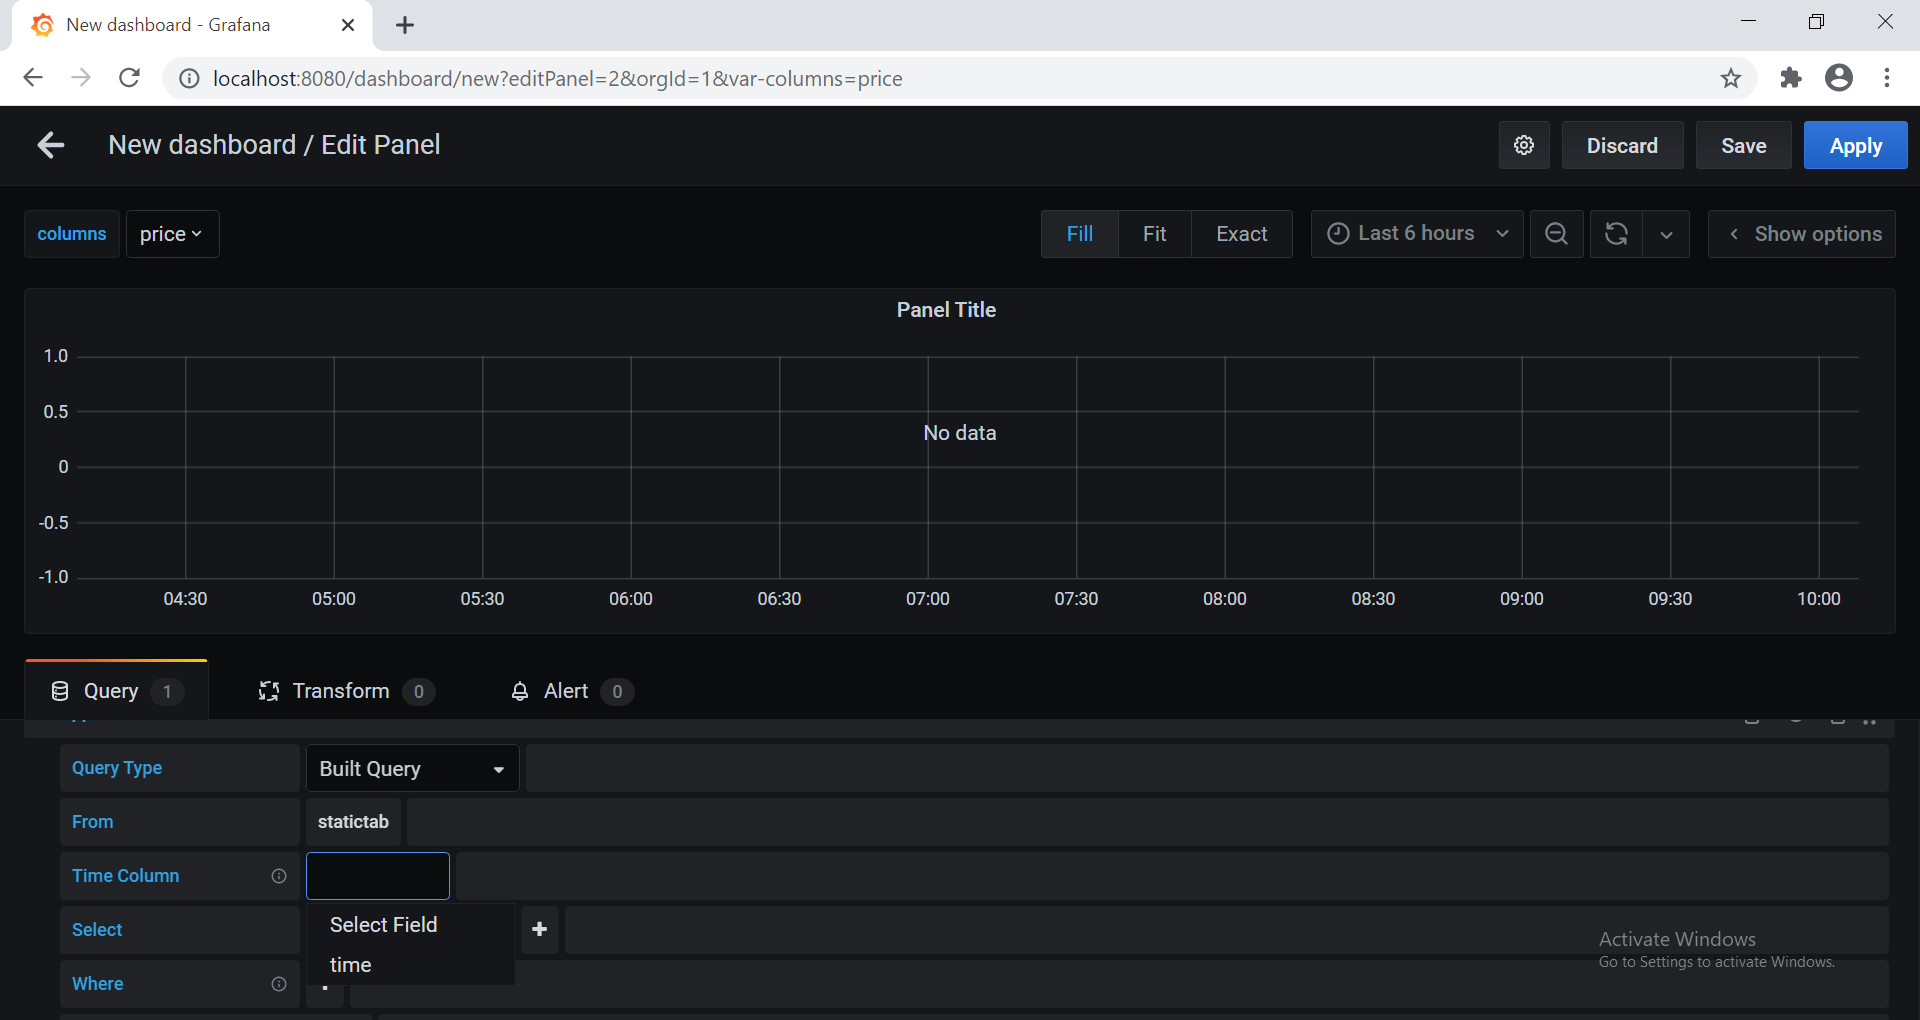 New dashboard - Grafana
localhost:8080/dashboard/new?editPanel=2&orgId=1&var-columns=price
New dashboard / Edit Panel
Discard
Save
Apply
columns
price
Fill
Fit
Exact
Last 6 hours
Show options
Panel Title
1.0
0.5
No data
0
-0.5
-1.0
04:30
05:00
05:30
06:00
06:30
07:00
07:30
08:00
08:30
09:00
09:30
10:00
Query 1
Transform 0
Alert 0
Query Type
Built Query
From
statictab
Time Column
Select
Select Field
time
Where
Activate Windows
Go to Settings to activate Windows.